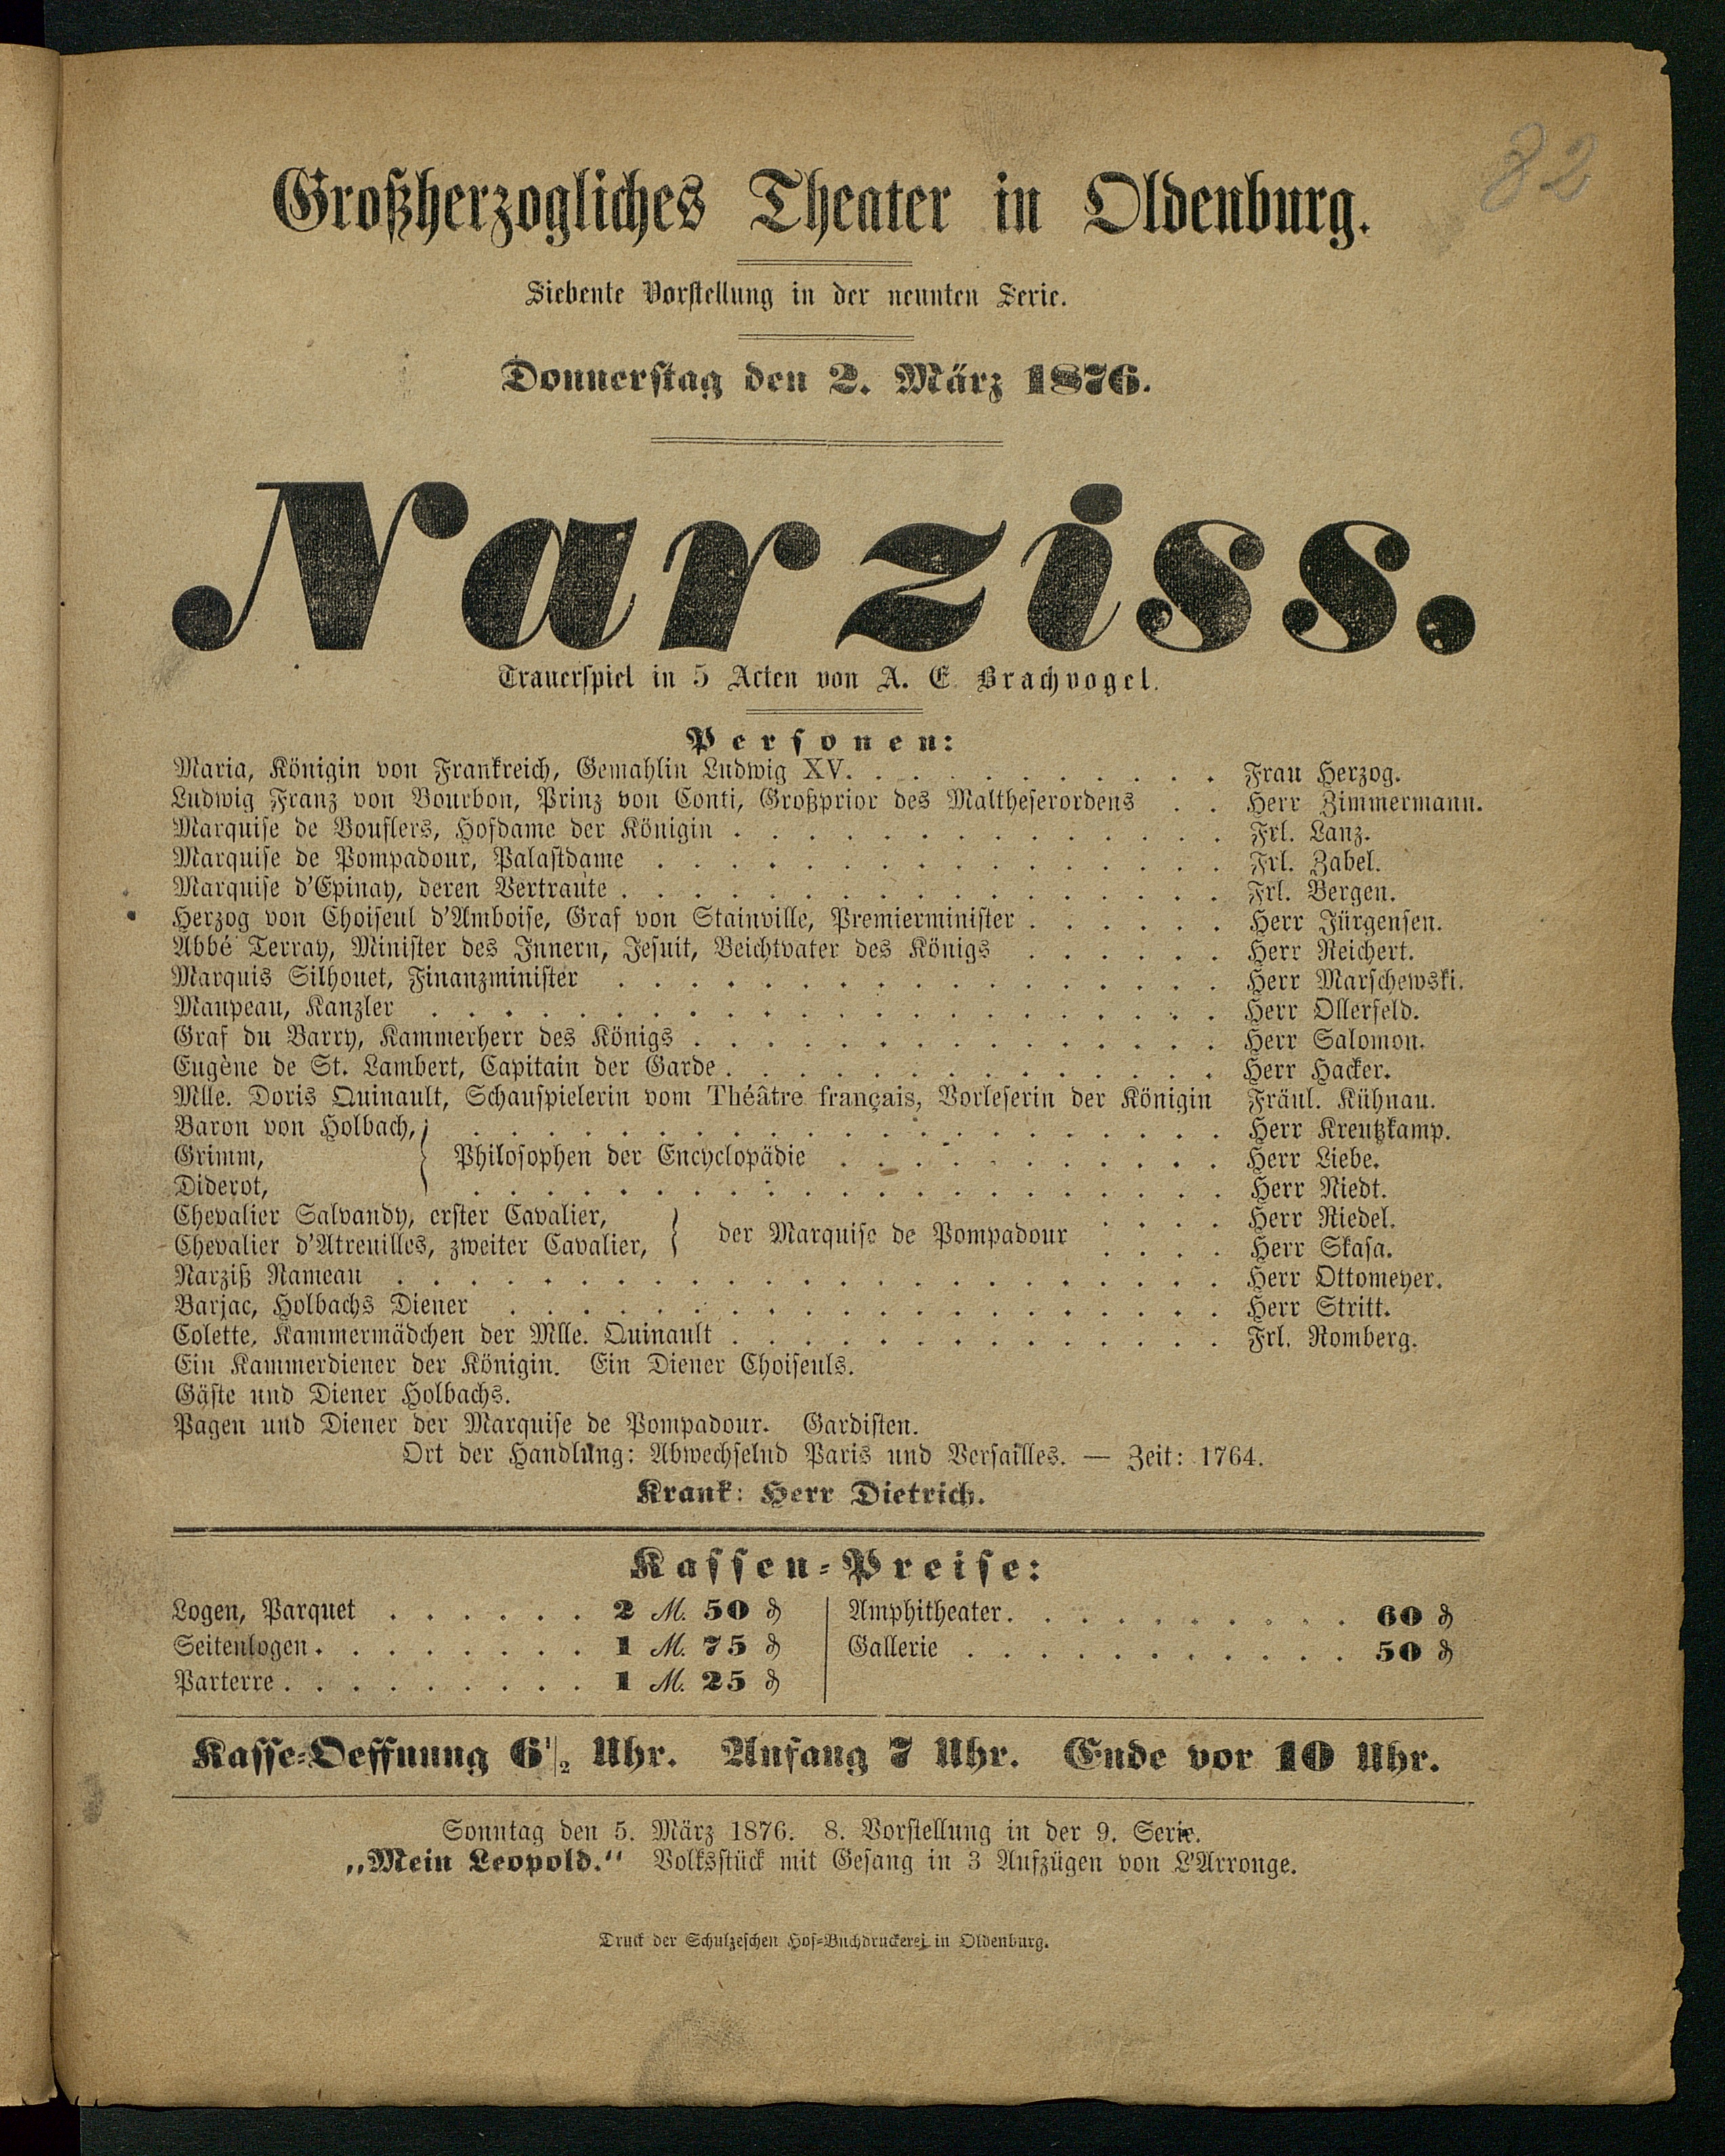 82
Großherzogliches Theater in Oldenburg.
Siebente Vorstellung in der neunten Serie.
Donnerstag den 2. März 1876.
Narziss.
Trauerspiel in 5 Acten von A. E. Brachvogel.
Personen:
Maria, Königin von Frankreich, Gemahlin Ludwig XV. . . . . . . . . . . Frau Herzog.
Ludwig Franz von Bourbon, Prinz von Conti, Großprior des Maltheserordens . . Herr Zimmermann.
Marquise de Bouflers, Hofdame der Königin . . . . . . . . . . . . . . Frl. Lanz.
Marquise de Pompadour, Palastdame . . . . . . . . . . . . . . . . Frl. Zabel.
Marquise d'Epinay, deren Vertraute . . . . . . . . . . . . . . . . . Frl. Bergen.
Herzog von Choiseul d'Amboise, Graf von Stainville, Premierminister . . . . . . Herr Jürgensen.
Abbé Terray, Minister des Innern, Jesuit, Beichtvater des Königs . . . . . . Herr Reichert.
Marquis Silhouet, Finanzminister . . . . . . . . . . . . . . . . . Herr Marschewski.
Maupeau, Kanzler . . . . . . . . . . . . . . . . . . . . . . Herr Ollerfeld.
Graf du Barry, Kammerherr des Königs . . . . . . . . . . . . . . . Herr Salomon.
Eugène de St. Lambert, Capitain der Garde . . . . . . . . . . . . . . Herr Hacker.
Mlle. Doris Quinault, Schauspielerin vom Théâtre français, Vorleserin der Königin Fräul. Kühnau.
Baron von Holbach, . . . . . . . . . . . . . . . . . . . . . Herr Kreutzkamp.
Grimm, } Philosophen der Encyclopädie . . . . . . . . . . . Herr Liebe.
Diderot, . . . . . . . . . . . . . . . . . . . . . Herr Niedt.
Chevalier Salvandy, erster Cavalier, } der Marquise de Pompadour . . . . Herr Riedel.
Chevalier d'Atreuilles, zweiter Cavalier, . . . . Herr Skasa.
Narziß Rameau . . . . . . . . . . . . . . . . . . . . . . . Herr Ottomeyer.
Barjac, Holbachs Diener . . . . . . . . . . . . . . . . . . . . Herr Stritt.
Colette, Kammermädchen der Mlle. Quinault . . . . . . . . . . . . . . Frl. Romberg.
Ein Kammerdiener der Königin. Ein Diener Choiseuls.
Gäste und Diener Holbachs.
Pagen und Diener der Marquise de Pompadour. Gardisten.
Ort der Handlung: Abwechselnd Paris und Versailles. — Zeit: 1764.
Krank: Herr Dietrich.
Kassen-Preise:
Logen, Parquet . . . . . . 2 M. 50 ₰
Seitenlogen . . . . . . . . 1 M. 75 ₰
Parterre . . . . . . . . . 1 M. 25 ₰
Amphitheater . . . . . . . . . . 60 ₰
Gallerie . . . . . . . . . . . 50 ₰
Kasse-Oeffnung 6 1/2 Uhr. Anfang 7 Uhr. Ende vor 10 Uhr.
Sonntag den 5. März 1876. 8. Vorstellung in der 9. Serie.
„Mein Leopold.“ Volksstück mit Gesang in 3 Aufzügen von L'Arronge.
Druck der Schulzeschen Hof-Buchdruckerei in Oldenburg.